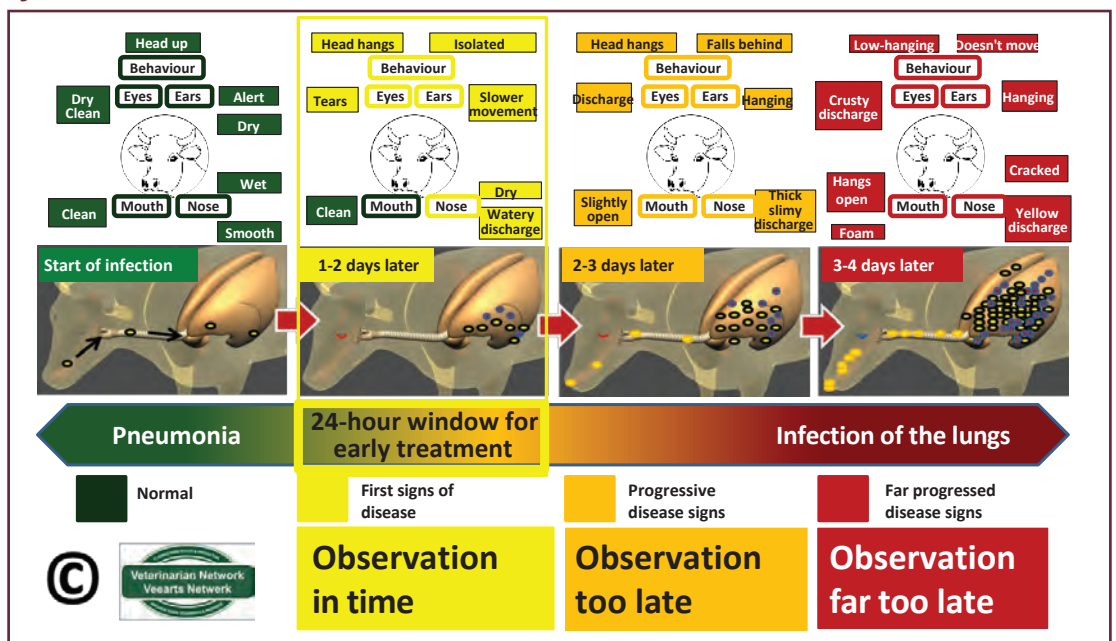 Head up
Behaviour
Dry
Clean
Eyes
Ears
Alert
Dry
Wet
Clean
Mouth
Nose
Smooth
Start of infection
Head hangs
Isolated
Behaviour
Tears
Eyes
Ears
Slower
movement
Dry
Clean
Mouth
Nose
Watery
discharge
1-2 days later
Head hangs
Falls behind
Behaviour
Discharge
Eyes
Ears
Hanging
Slightly
open
Mouth
Nose
Thick
slimy
discharge
2-3 days later
Low-hanging
Doesn't move
Behaviour
Crusty
discharge
Eyes
Ears
Hanging
Cracked
Hangs
open
Mouth
Nose
Yellow
discharge
Foam
3-4 days later
Pneumonia
24-hour window for
early treatment
Infection of the lungs
Normal
First signs of
disease
Progressive
disease signs
Far progressed
disease signs
©
Veterinarian Network
Veearts Netwerk
Observation
in time
Observation
too late
Observation
far too late